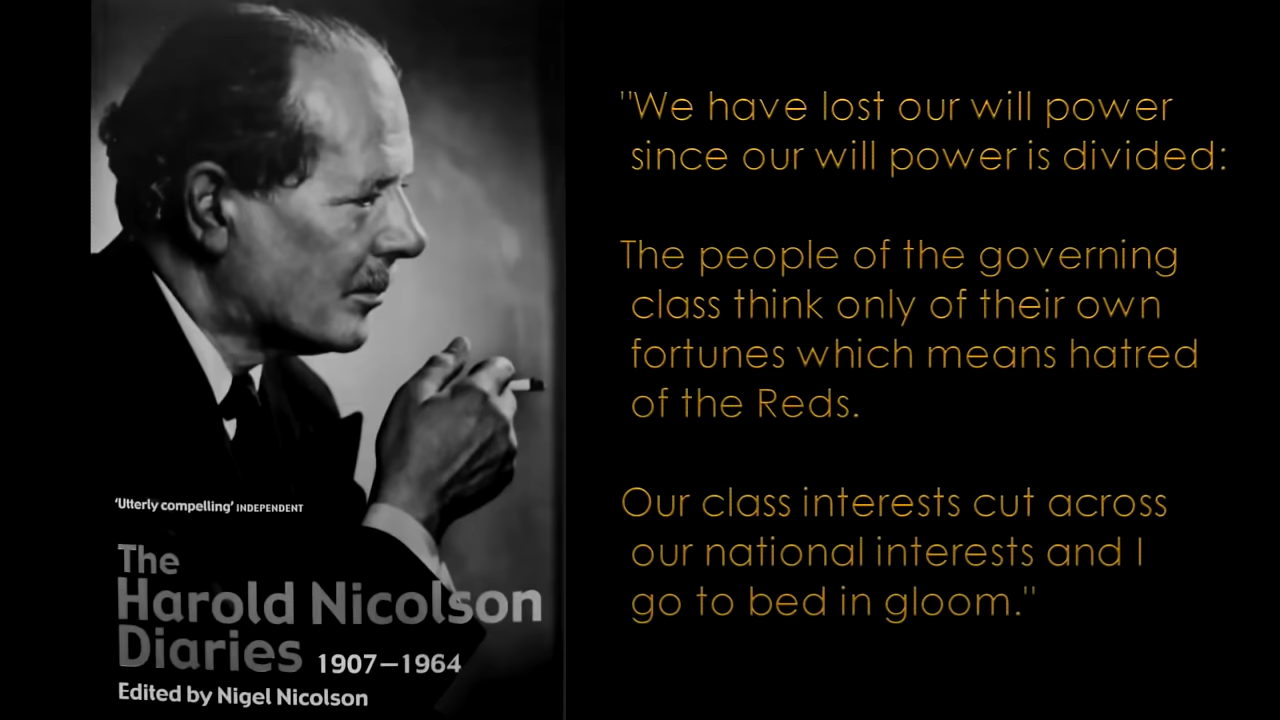 'Utterly compelling' INDEPENDENT
The
Harold Nicolson
Diaries 1907–1964
Edited by Nigel Nicolson
"We have lost our will power
since our will power is divided:
The people of the governing
class think only of their own
fortunes which means hatred
of the Reds.
Our class interests cut across
our national interests and I
go to bed in gloom."